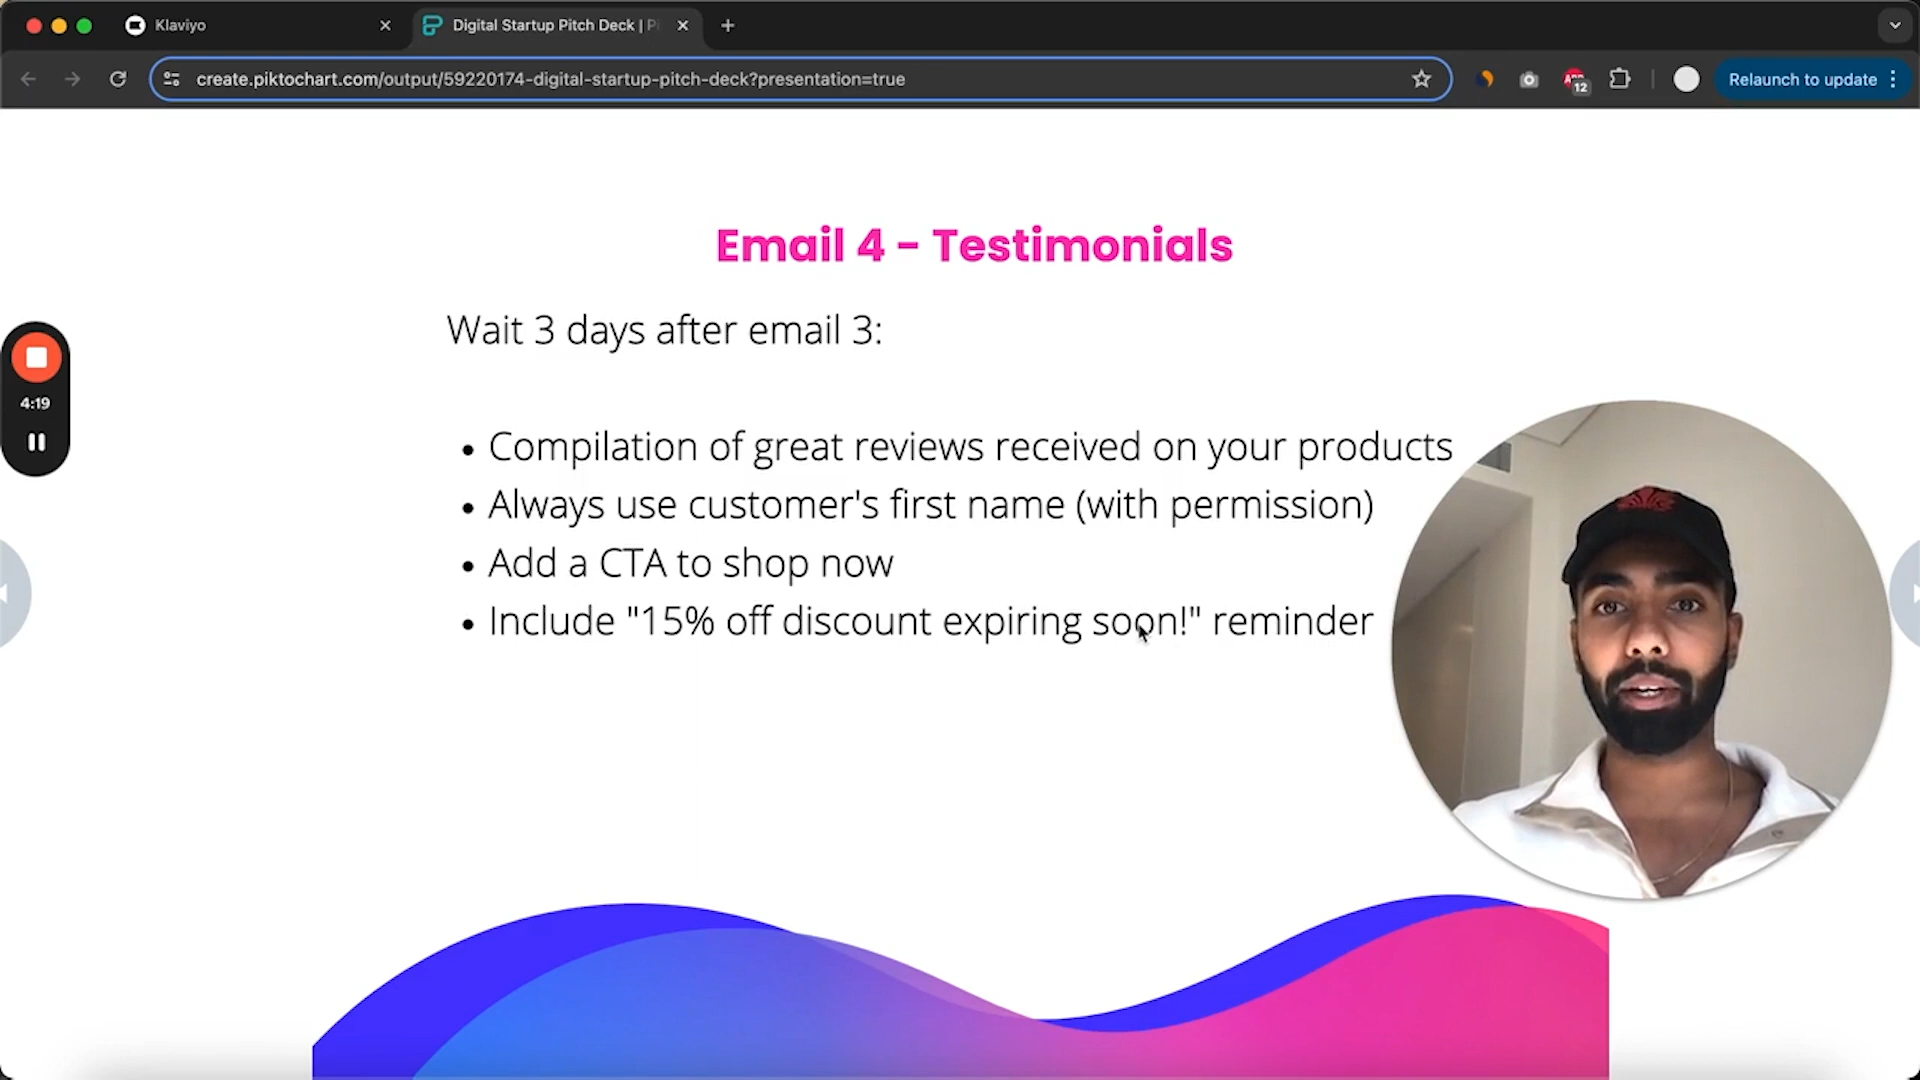 Klaviyo
Digital Startup Pitch Deck | Pi
create.piktochart.com/output/59220174-digital-startup-pitch-deck?presentation=true
12
Relaunch to update
Email 4 - Testimonials
Wait 3 days after email 3:
4:19
• Compilation of great reviews received on your products
• Always use customer's first name (with permission)
• Add a CTA to shop now
• Include "15% off discount expiring soon!" reminder